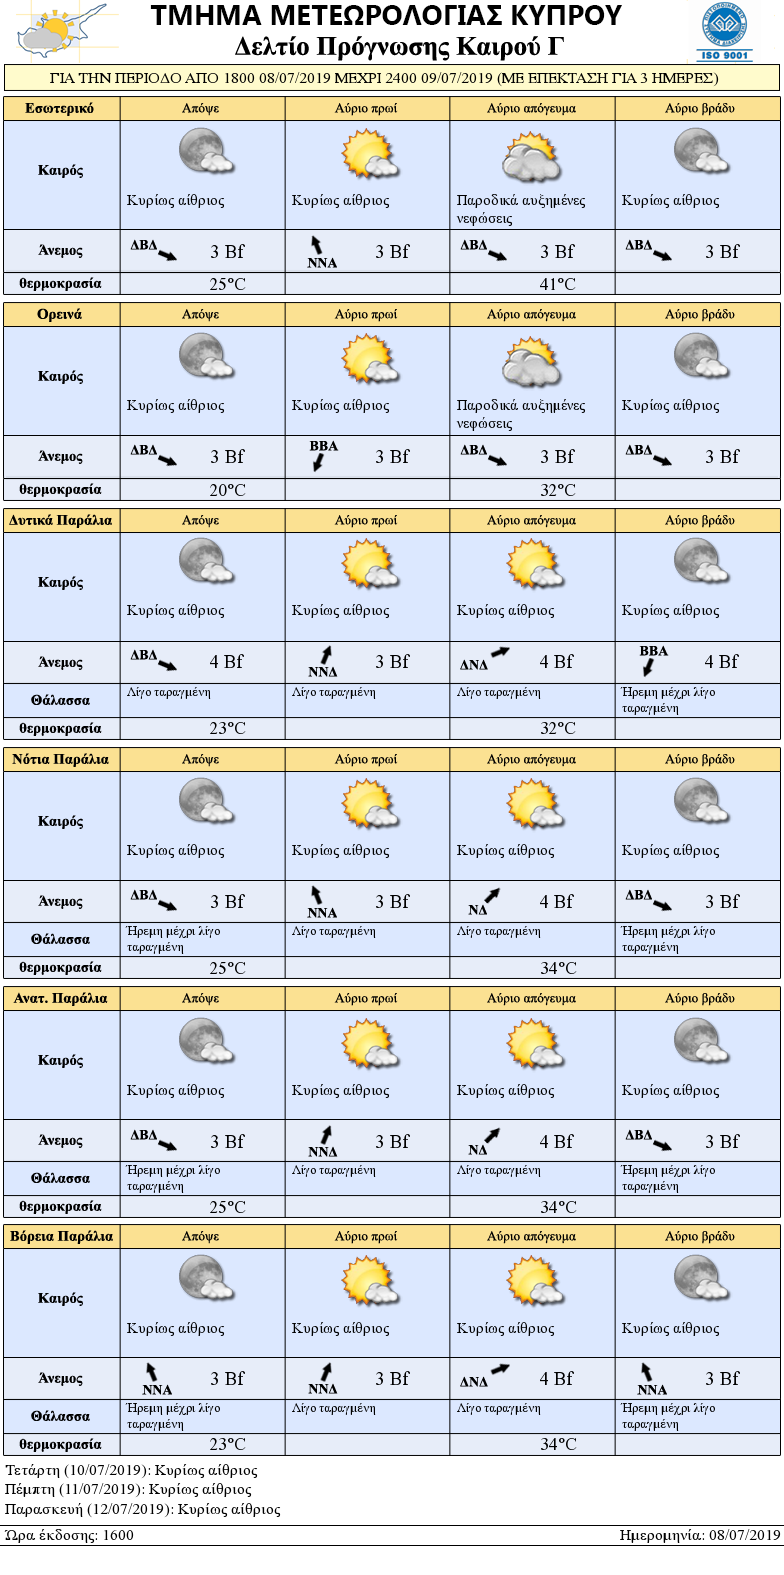 ΤΜΗΜΑ ΜΕΤΕΩΡΟΛΟΓΙΑΣ ΚΥΠΡΟΥ
Δελτίο Πρόγνωσης Καιρού Γ
ISO 9001
ΓΙΑ ΤΗΝ ΠΕΡΙΟΔΟ ΑΠΟ 1800 08/07/2019 ΜΕΧΡΙ 2400 09/07/2019 (ΜΕ ΕΠΕΚΤΑΣΗ ΓΙΑ 3 ΗΜΕΡΕΣ)
Εσωτερικό Απόψε Αύριο πρωί Αύριο απόγευμα Αύριο βράδυ
Καιρός Κυρίως αίθριος Κυρίως αίθριος Παροδικά αυξημένες νεφώσεις Κυρίως αίθριος
Άνεμος ΔΒΔ 3 Bf ΝΝΑ 3 Bf ΔΒΔ 3 Bf ΔΒΔ 3 Bf
θερμοκρασία 25°C 41°C
Ορεινά Απόψε Αύριο πρωί Αύριο απόγευμα Αύριο βράδυ
Καιρός Κυρίως αίθριος Κυρίως αίθριος Παροδικά αυξημένες νεφώσεις Κυρίως αίθριος
Άνεμος ΔΒΔ 3 Bf ΒΒΑ 3 Bf ΔΒΔ 3 Bf ΔΒΔ 3 Bf
θερμοκρασία 20°C 32°C
Δυτικά Παράλια Απόψε Αύριο πρωί Αύριο απόγευμα Αύριο βράδυ
Καιρός Κυρίως αίθριος Κυρίως αίθριος Κυρίως αίθριος Κυρίως αίθριος
Άνεμος ΔΒΔ 4 Bf ΝΝΔ 3 Bf ΔΝΔ 4 Bf ΒΒΑ 4 Bf
Θάλασσα Λίγο ταραγμένη Λίγο ταραγμένη Λίγο ταραγμένη Ήρεμη μέχρι λίγο ταραγμένη
θερμοκρασία 23°C 32°C
Νότια Παράλια Απόψε Αύριο πρωί Αύριο απόγευμα Αύριο βράδυ
Καιρός Κυρίως αίθριος Κυρίως αίθριος Κυρίως αίθριος Κυρίως αίθριος
Άνεμος ΔΒΔ 3 Bf ΝΝΑ 3 Bf ΝΔ 4 Bf ΔΒΔ 3 Bf
Θάλασσα Ήρεμη μέχρι λίγο ταραγμένη Λίγο ταραγμένη Λίγο ταραγμένη Ήρεμη μέχρι λίγο ταραγμένη
θερμοκρασία 25°C 34°C
Ανατ. Παράλια Απόψε Αύριο πρωί Αύριο απόγευμα Αύριο βράδυ
Καιρός Κυρίως αίθριος Κυρίως αίθριος Κυρίως αίθριος Κυρίως αίθριος
Άνεμος ΔΒΔ 3 Bf ΝΝΔ 3 Bf ΝΔ 4 Bf ΔΒΔ 3 Bf
Θάλασσα Ήρεμη μέχρι λίγο ταραγμένη Λίγο ταραγμένη Λίγο ταραγμένη Ήρεμη μέχρι λίγο ταραγμένη
θερμοκρασία 25°C 34°C
Βόρεια Παράλια Απόψε Αύριο πρωί Αύριο απόγευμα Αύριο βράδυ
Καιρός Κυρίως αίθριος Κυρίως αίθριος Κυρίως αίθριος Κυρίως αίθριος
Άνεμος ΝΝΑ 3 Bf ΝΝΔ 3 Bf ΔΝΔ 4 Bf ΝΝΑ 3 Bf
Θάλασσα Ήρεμη μέχρι λίγο ταραγμένη Λίγο ταραγμένη Λίγο ταραγμένη Ήρεμη μέχρι λίγο ταραγμένη
θερμοκρασία 23°C 34°C
Τετάρτη (10/07/2019): Κυρίως αίθριος
Πέμπτη (11/07/2019): Κυρίως αίθριος
Παρασκευή (12/07/2019): Κυρίως αίθριος
Ώρα έκδοσης: 1600 Ημερομηνία: 08/07/2019